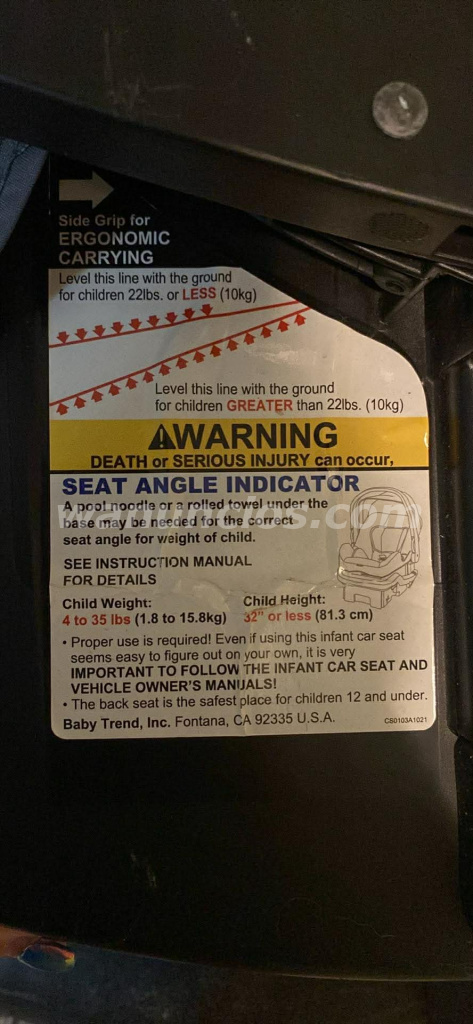 Side Grip for
ERGONOMIC
CARRYING
Level this line with the ground
for children 22lbs. or LESS (10kg)
Level this line with the ground
for children GREATER than 22lbs. (10kg)
WARNING
DEATH or SERIOUS INJURY can occur,
SEAT ANGLE INDICATOR
A pool noodle or a rolled towel under the
base may be needed for the correct
seat angle for weight of child.
SEE INSTRUCTION MANUAL
FOR DETAILS
Child Weight:
4 to 35 lbs (1.8 to 15.8kg)
Child Height:
32" or less (81.3 cm)
• Proper use is required! Even if using this infant car seat
seems easy to figure out on your own, it is very
IMPORTANT TO FOLLOW THE INFANT CAR SEAT AND
VEHICLE OWNER'S MANUALS!
• The back seat is the safest place for children 12 and under.
Baby Trend, Inc. Fontana, CA 92335 U.S.A.
CS0103A1021